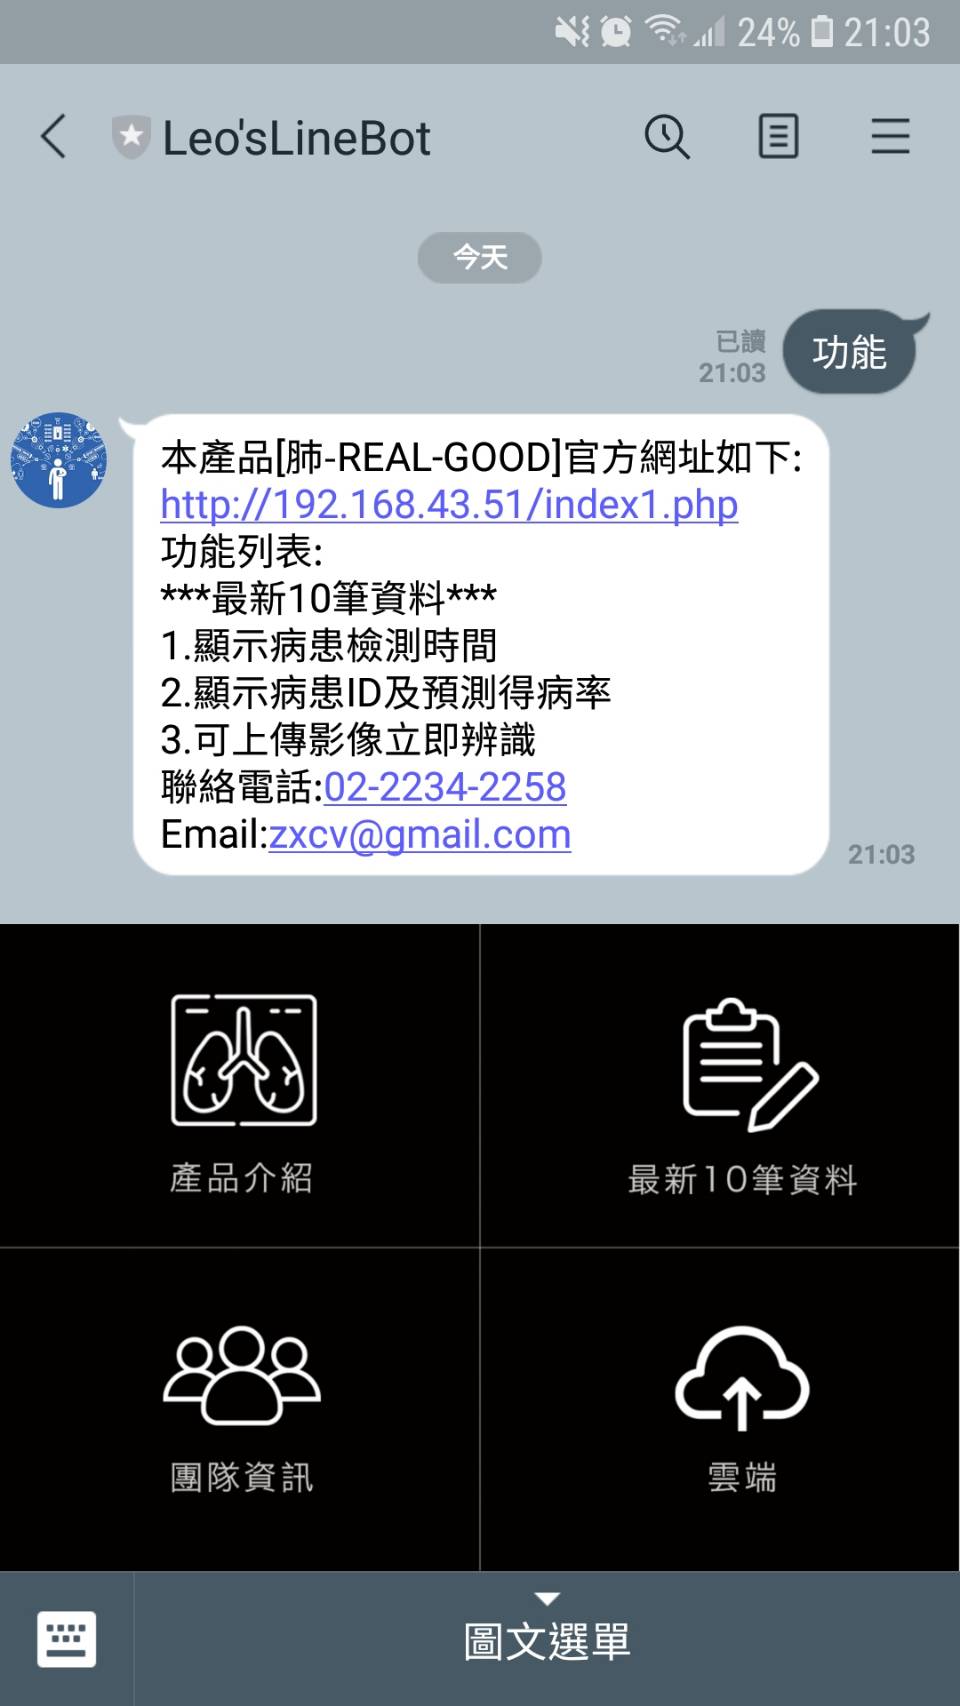 24% 21:03
Leo'sLineBot
今天
已讀
21:03
功能
本產品[肺-REAL-GOOD]官方網址如下:
http://192.168.43.51/index1.php
功能列表:
***最新10筆資料***
1.顯示病患檢測時間
2.顯示病患ID及預測得病率
3.可上傳影像立即辨識
聯絡電話:02-2234-2258
Email:zxcv@gmail.com
21:03
產品介紹
最新10筆資料
團隊資訊
雲端
圖文選單